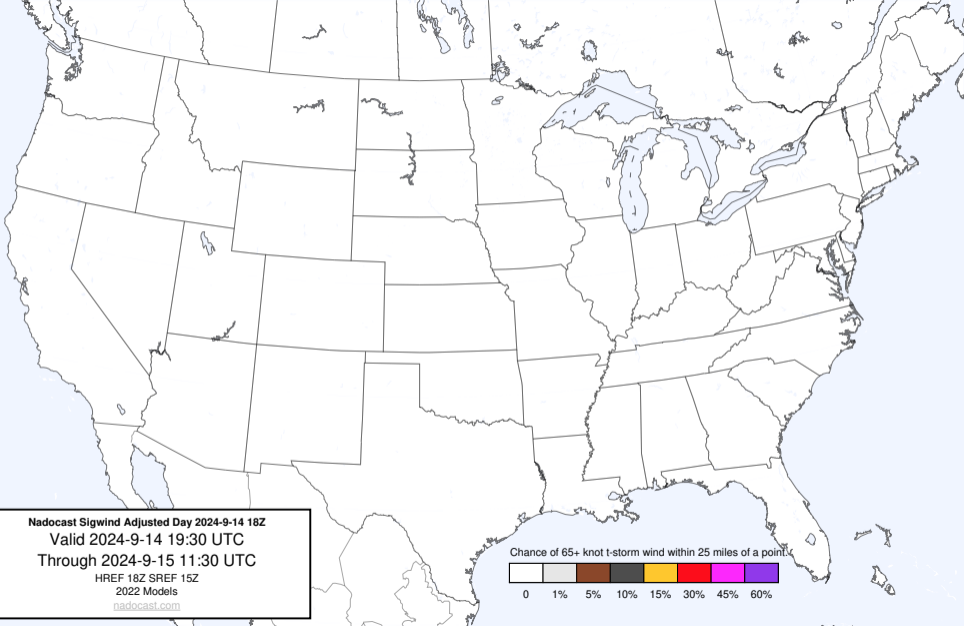 Nadocast Sigwind Adjusted Day 2024-9-14 18Z
Valid 2024-9-14 19:30 UTC
Through 2024-9-15 11:30 UTC
HREF 18Z SREF 15Z
2022 Models
nadocast.com
Chance of 65+ knot t-storm wind within 25 miles of a point.
0 1% 5% 10% 15% 30% 45% 60%